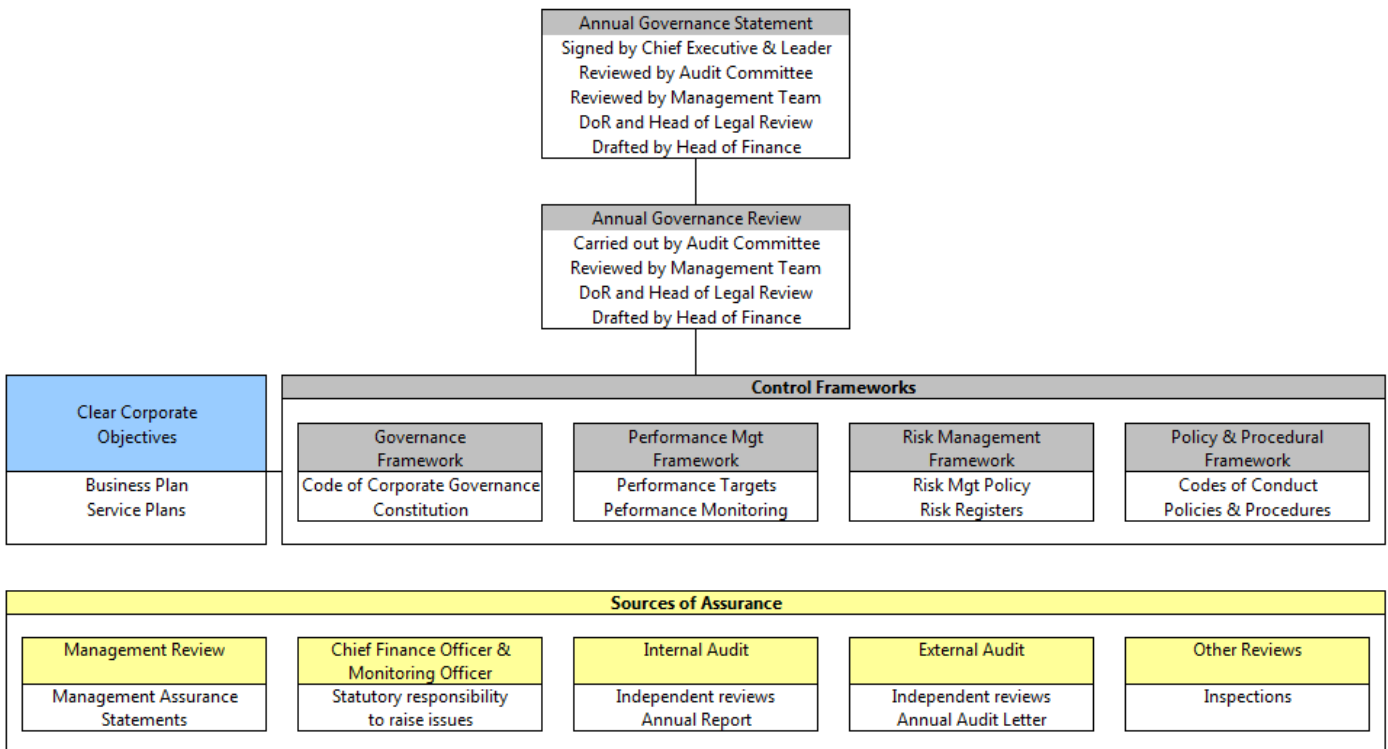 Annual Governance Statement
Signed by Chief Executive & Leader
Reviewed by Audit Committee
Reviewed by Management Team
DoR and Head of Legal Review
Drafted by Head of Finance
Annual Governance Review
Carried out by Audit Committee
Reviewed by Management Team
DoR and Head of Legal Review
Drafted by Head of Finance
Clear Corporate
Objectives
Business Plan
Service Plans
Control Frameworks
Governance
Framework
Code of Corporate Governance
Constitution
Performance Mgt
Framework
Performance Targets
Peformance Monitoring
Risk Management
Framework
Risk Mgt Policy
Risk Registers
Policy & Procedural
Framework
Codes of Conduct
Policies & Procedures
Sources of Assurance
Management Review
Management Assurance
Statements
Chief Finance Officer &
Monitoring Officer
Statutory responsibility
to raise issues
Internal Audit
Independent reviews
Annual Report
External Audit
Independent reviews
Annual Audit Letter
Other Reviews
Inspections